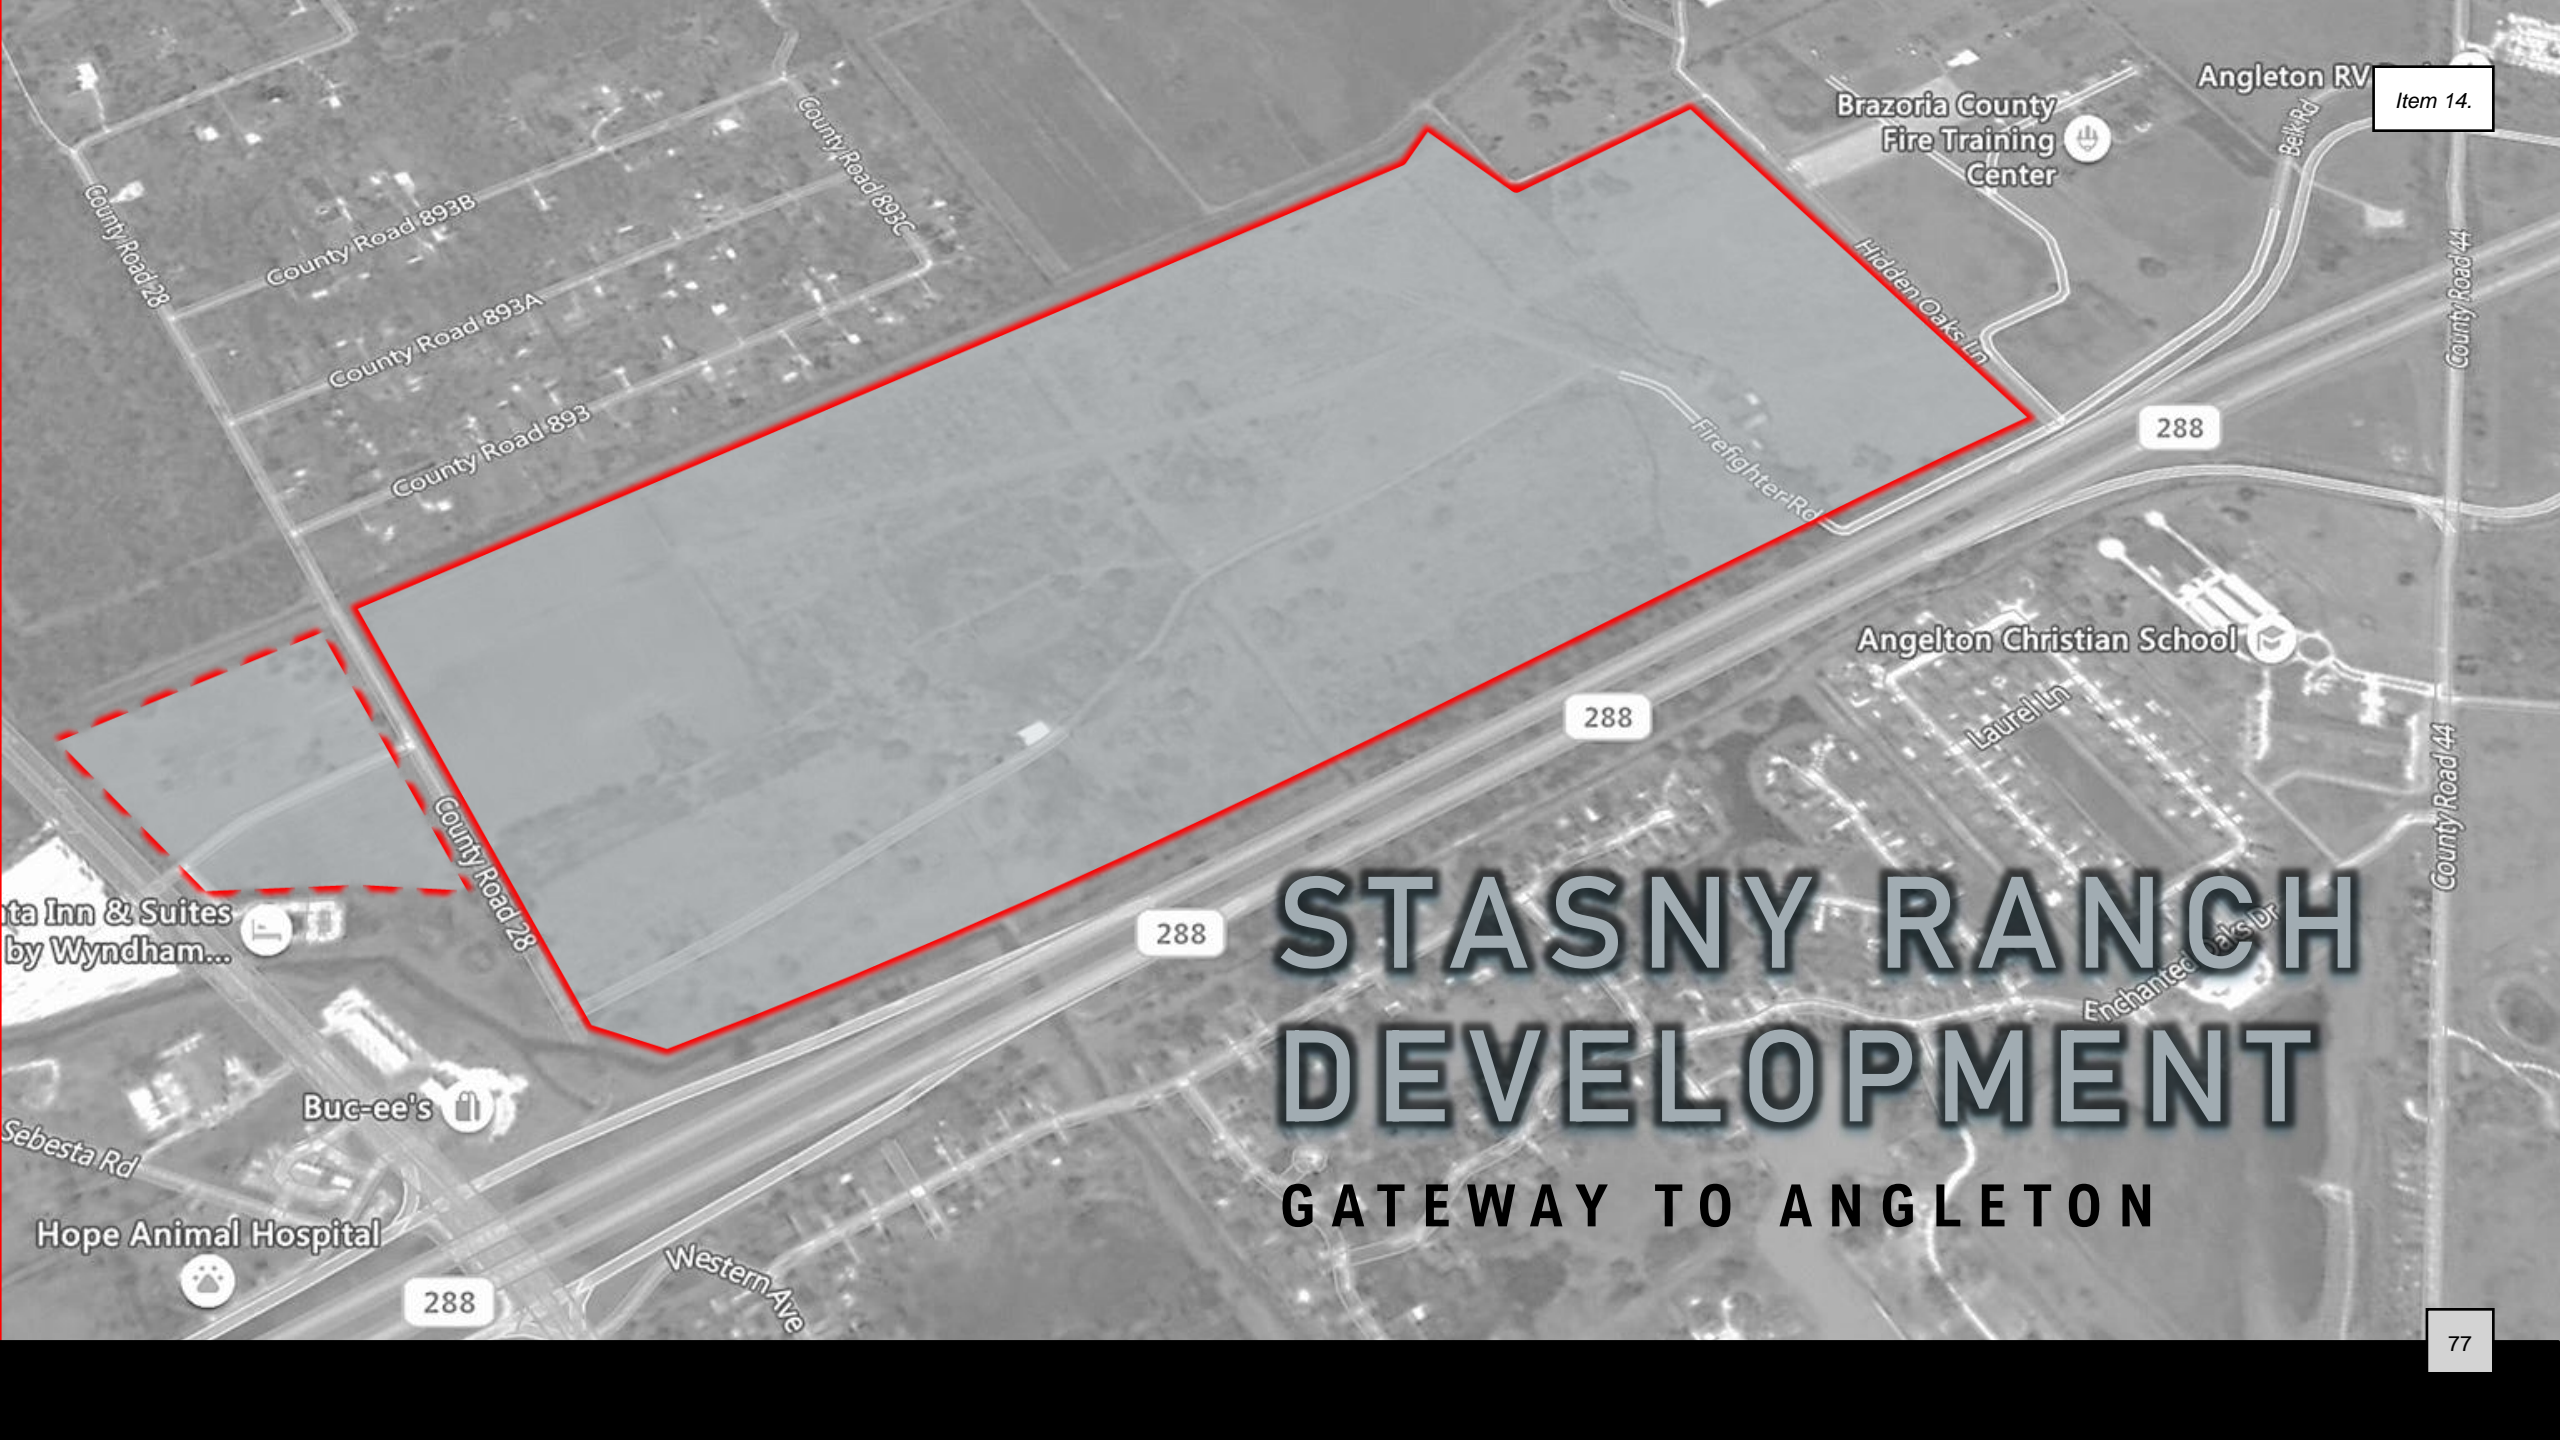 Angleton RV
Item 14.
Brazoria County
Fire Training
Center
Belk Rd
County Road 893C
County Road 28
County Road 893B
County Road 893A
County Road 893
Hidden Oaks Ln
County Road 44
288
Firefighter Rd
Angelton Christian School
Laurel Ln
288
County Road 44
County Road 28
ta Inn & Suites
by Wyndham...
288
STASNY RANCH
Enchanted Oaks Dr
DEVELOPMENT
Buc-ee's
Sebesta Rd
GATEWAY TO ANGLETON
Hope Animal Hospital
Western Ave
288
77